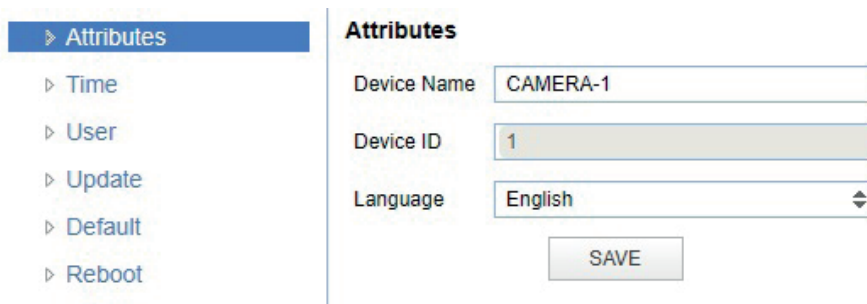 Attributes
Time
User
Update
Default
Reboot
Attributes
Device Name CAMERA-1
Device ID 1
Language English
SAVE